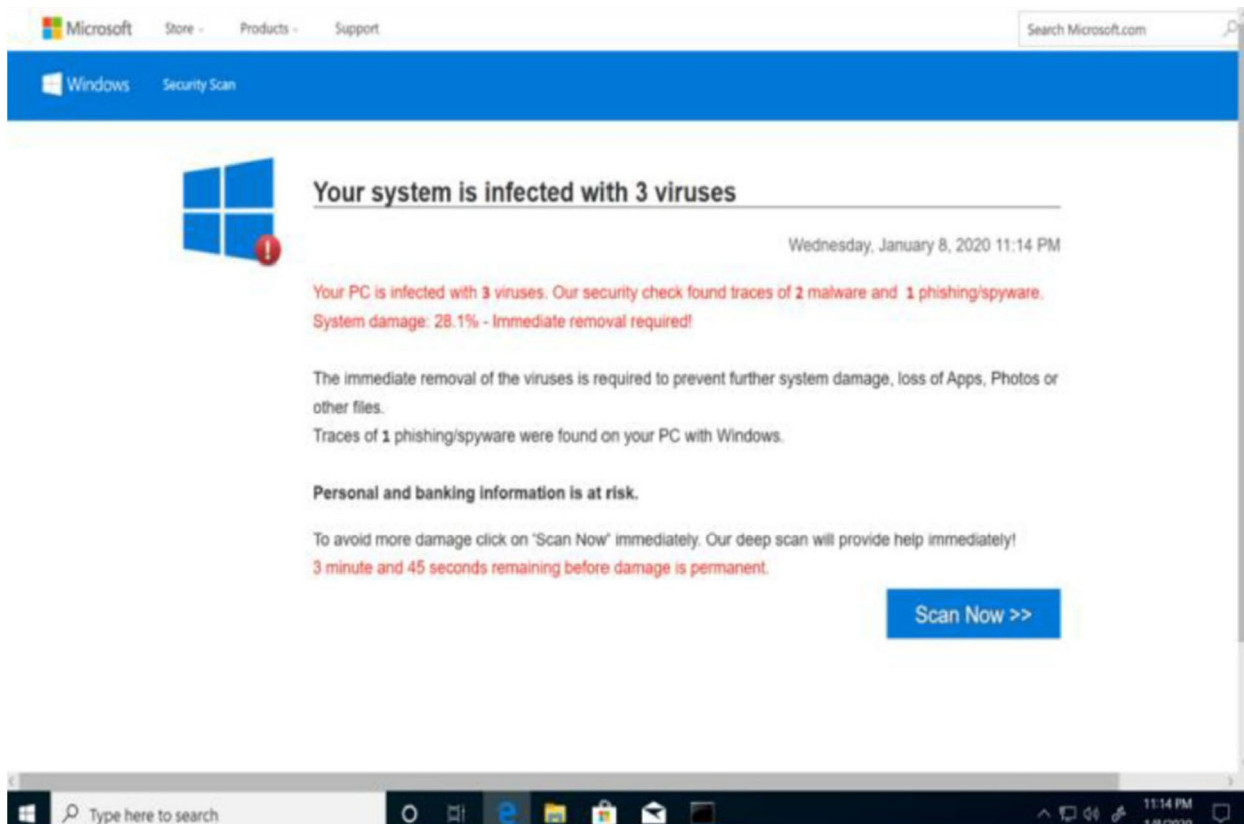 Microsoft Store Products Support Search Microsoft.com
Windows Security Scan
Your system is infected with 3 viruses
Wednesday, January 8, 2020 11:14 PM
Your PC is infected with 3 viruses. Our security check found traces of 2 malware and 1 phishing/spyware.
System damage: 28.1% - Immediate removal required!
The immediate removal of the viruses is required to prevent further system damage, loss of Apps, Photos or
other files.
Traces of 1 phishing/spyware were found on your PC with Windows.
Personal and banking information is at risk.
To avoid more damage click on 'Scan Now' immediately. Our deep scan will provide help immediately!
3 minute and 45 seconds remaining before damage is permanent.
Scan Now >>
Type here to search 11:14 PM